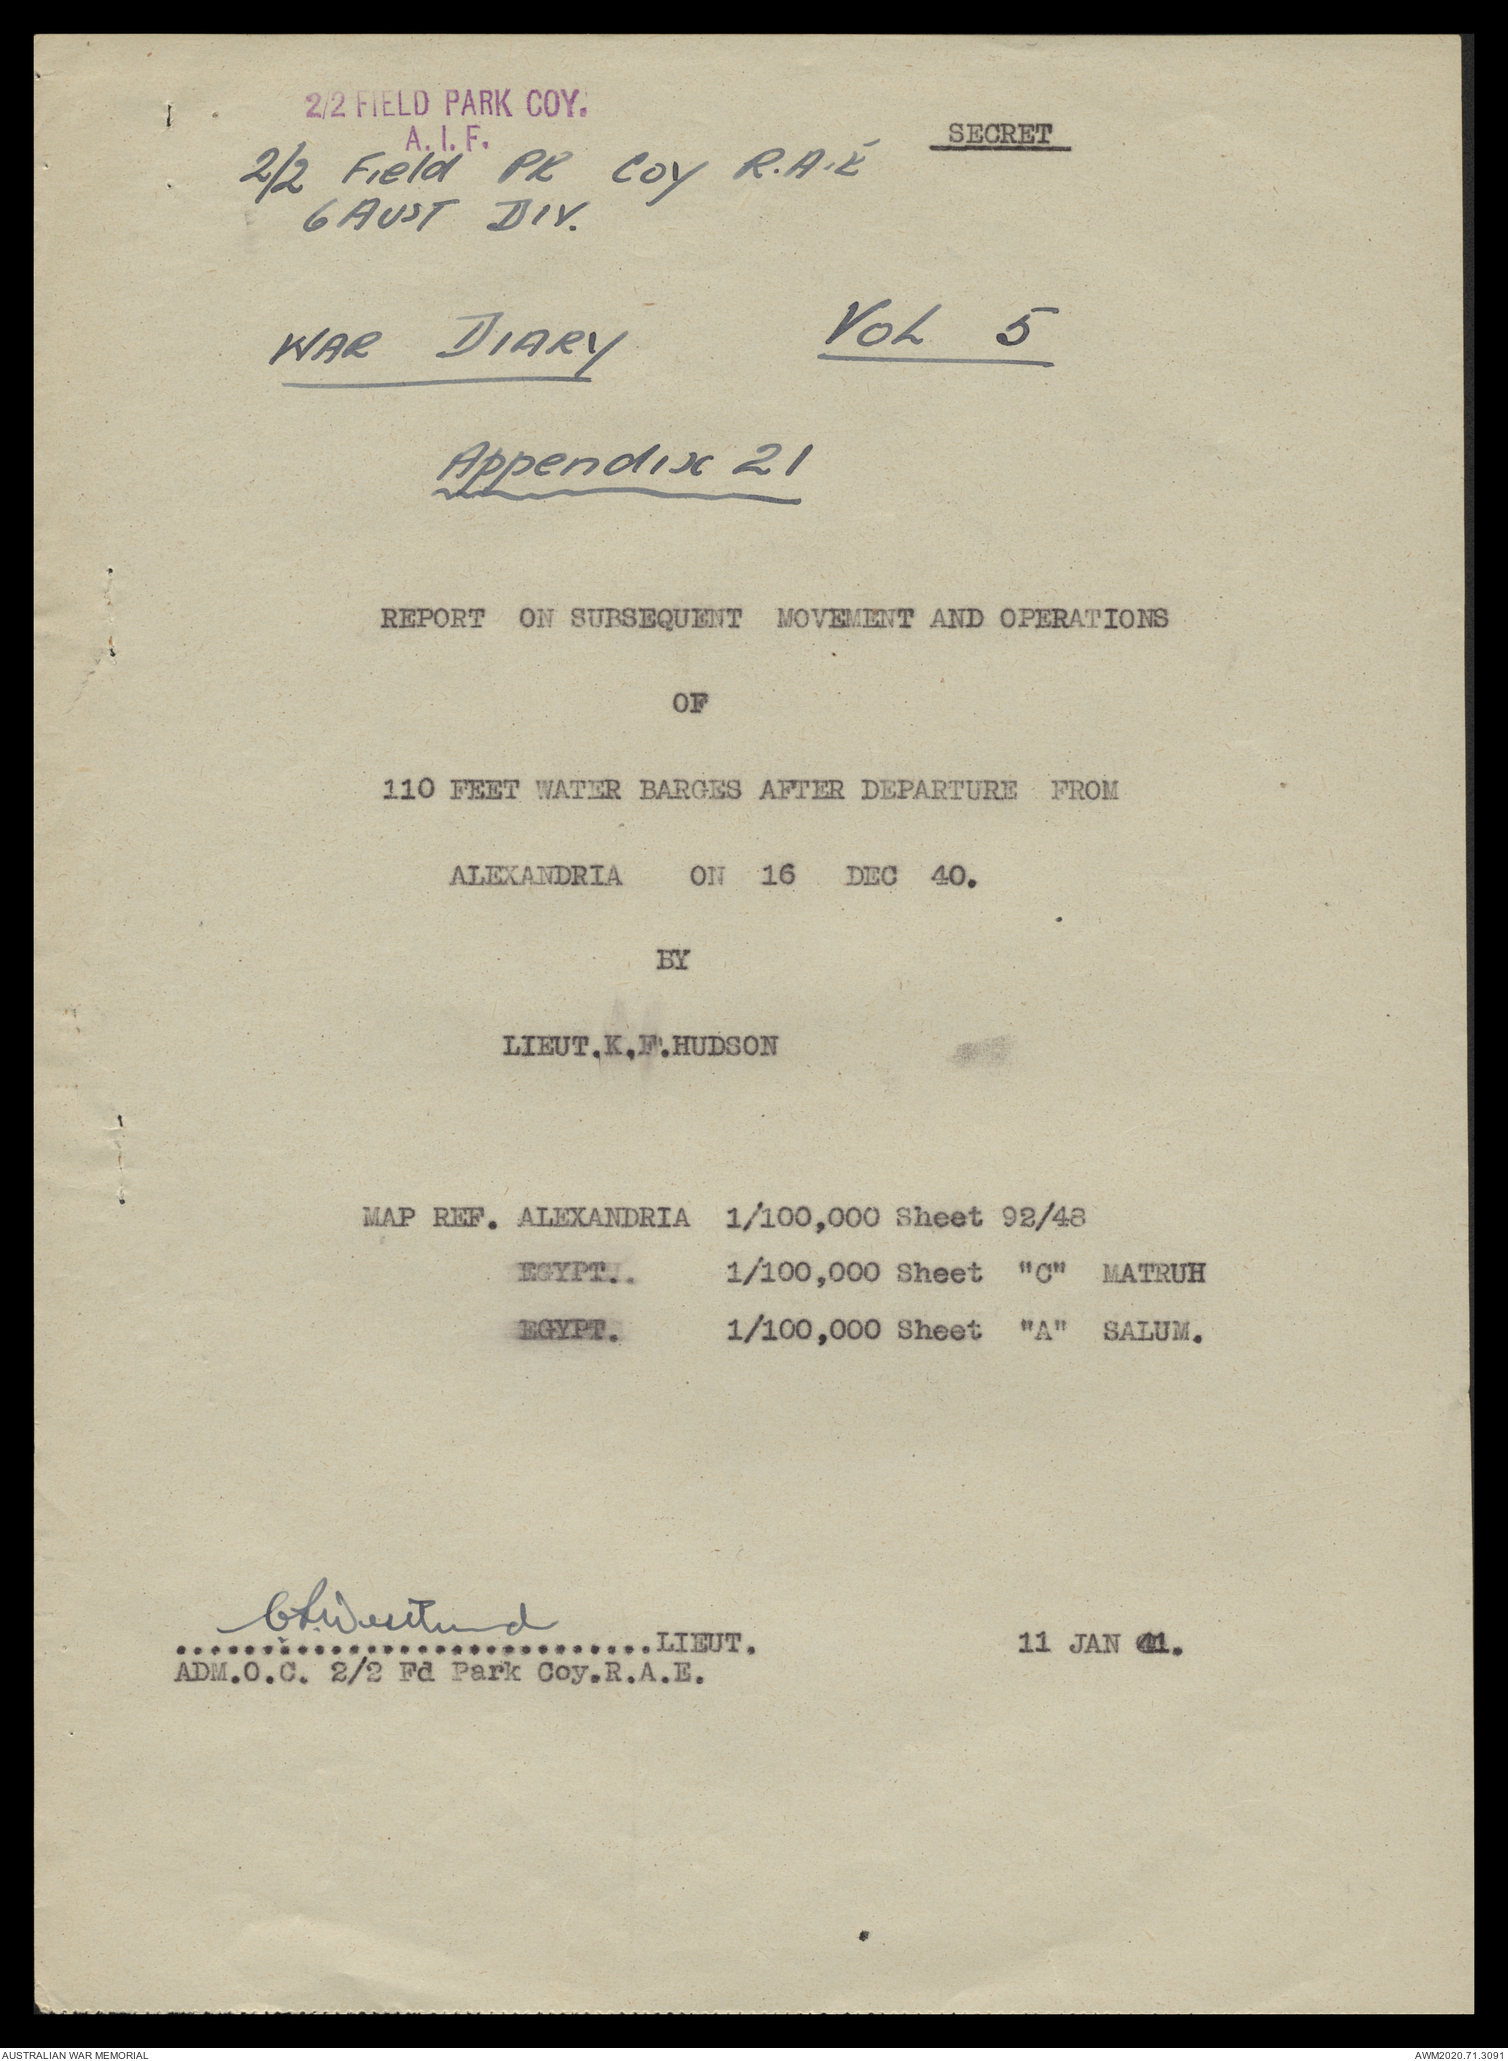 2/2 FIELD PARK COY.
A. I. F.
SECRET
2/2 Field PK Coy R.A.E
6 AUST DIV.
WAR DIARY VOL 5
Appendix 21
REPORT ON SUBSEQUENT MOVEMENT AND OPERATIONS
OF
110 FEET WATER BARGES AFTER DEPARTURE FROM
ALEXANDRIA ON 16 DEC 40.
BY
LIEUT.K.F.HUDSON
MAP REF. ALEXANDRIA 1/100,000 Sheet 92/48
EGYPT.. 1/100,000 Sheet "C" MATRUH
EGYPT. 1/100,000 Sheet "A" SALUM.
.............................LIEUT. 11 JAN 41.
ADM.O.C. 2/2 Fd Park Coy.R.A.E.
AUSTRALIAN WAR MEMORIAL AWM2020.71.3091